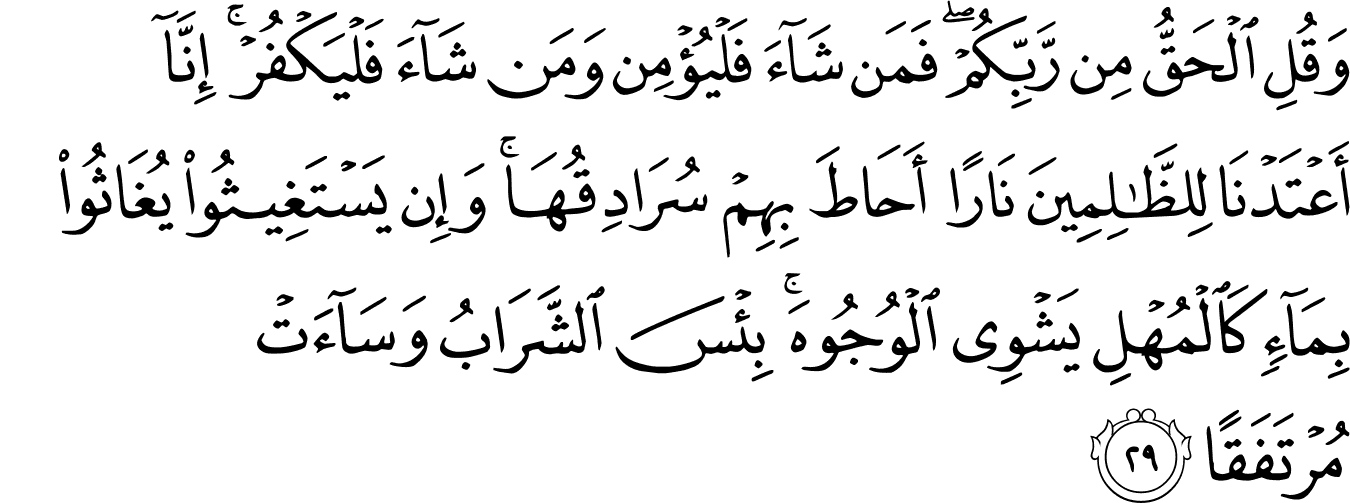 وَقُلِ ٱلْحَقُّ مِن رَّبِّكُمْ ۖ فَمَن شَآءَ فَلْيُؤْمِن وَمَن شَآءَ فَلْيَكْفُرْ ۚ إِنَّآ
أَعْتَدْنَا لِلظَّـٰلِمِينَ نَارًا أَحَاطَ بِهِمْ سُرَادِقُهَا ۚ وَإِن يَسْتَغِيثُوا۟ يُغَاثُوا۟
بِمَآءٍ كَٱلْمُهْلِ يَشْوِى ٱلْوُجُوهَ ۚ بِئْسَ ٱلشَّرَابُ وَسَآءَتْ
مُرْتَفَقًا ٢٩